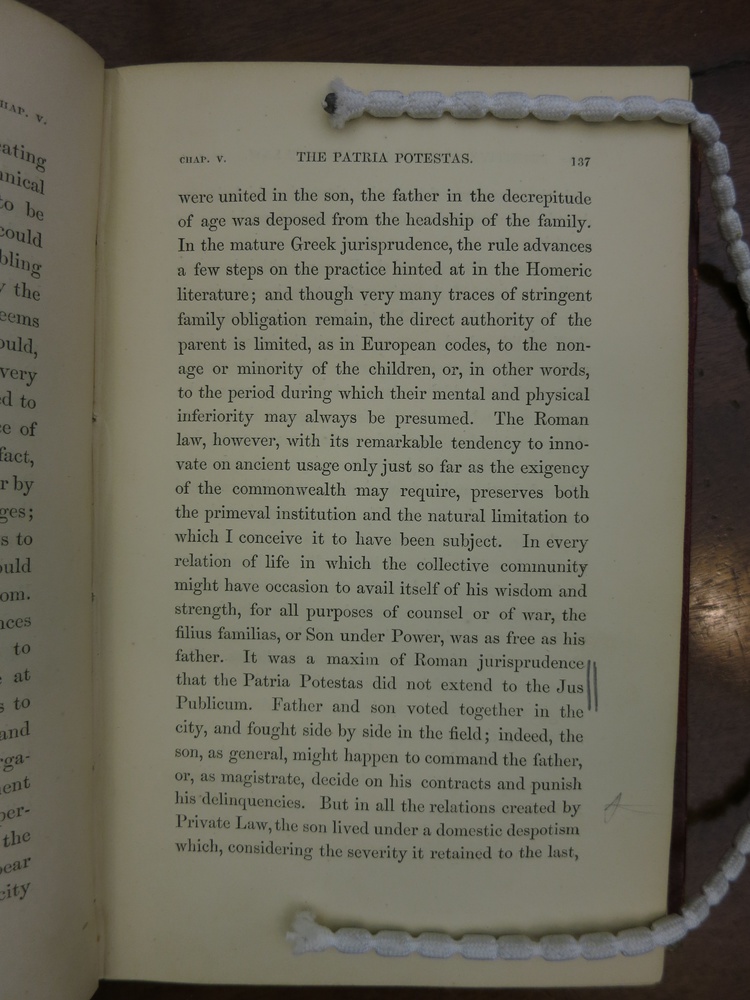 HAP. V.
ating
nical
to be
could
bling
y the
eems
ould,
very
d to
e of
fact,
r by
ges;
s to
ould
om.
nces
to
at
s to
and
rga-
ent
per-
the
pear
city
CHAP. V. THE PATRIA POTESTAS. 137
were united in the son, the father in the decrepitude
of age was deposed from the headship of the family.
In the mature Greek jurisprudence, the rule advances
a few steps on the practice hinted at in the Homeric
literature; and though very many traces of stringent
family obligation remain, the direct authority of the
parent is limited, as in European codes, to the non-
age or minority of the children, or, in other words,
to the period during which their mental and physical
inferiority may always be presumed. The Roman
law, however, with its remarkable tendency to inno-
vate on ancient usage only just so far as the exigency
of the commonwealth may require, preserves both
the primeval institution and the natural limitation to
which I conceive it to have been subject. In every
relation of life in which the collective community
might have occasion to avail itself of his wisdom and
strength, for all purposes of counsel or of war, the
filius familias, or Son under Power, was as free as his
father. It was a maxim of Roman jurisprudence
that the Patria Potestas did not extend to the Jus
Publicum. Father and son voted together in the
city, and fought side by side in the field; indeed, the
son, as general, might happen to command the father,
or, as magistrate, decide on his contracts and punish
his delinquencies. But in all the relations created by
Private Law, the son lived under a domestic despotism
which, considering the severity it retained to the last,